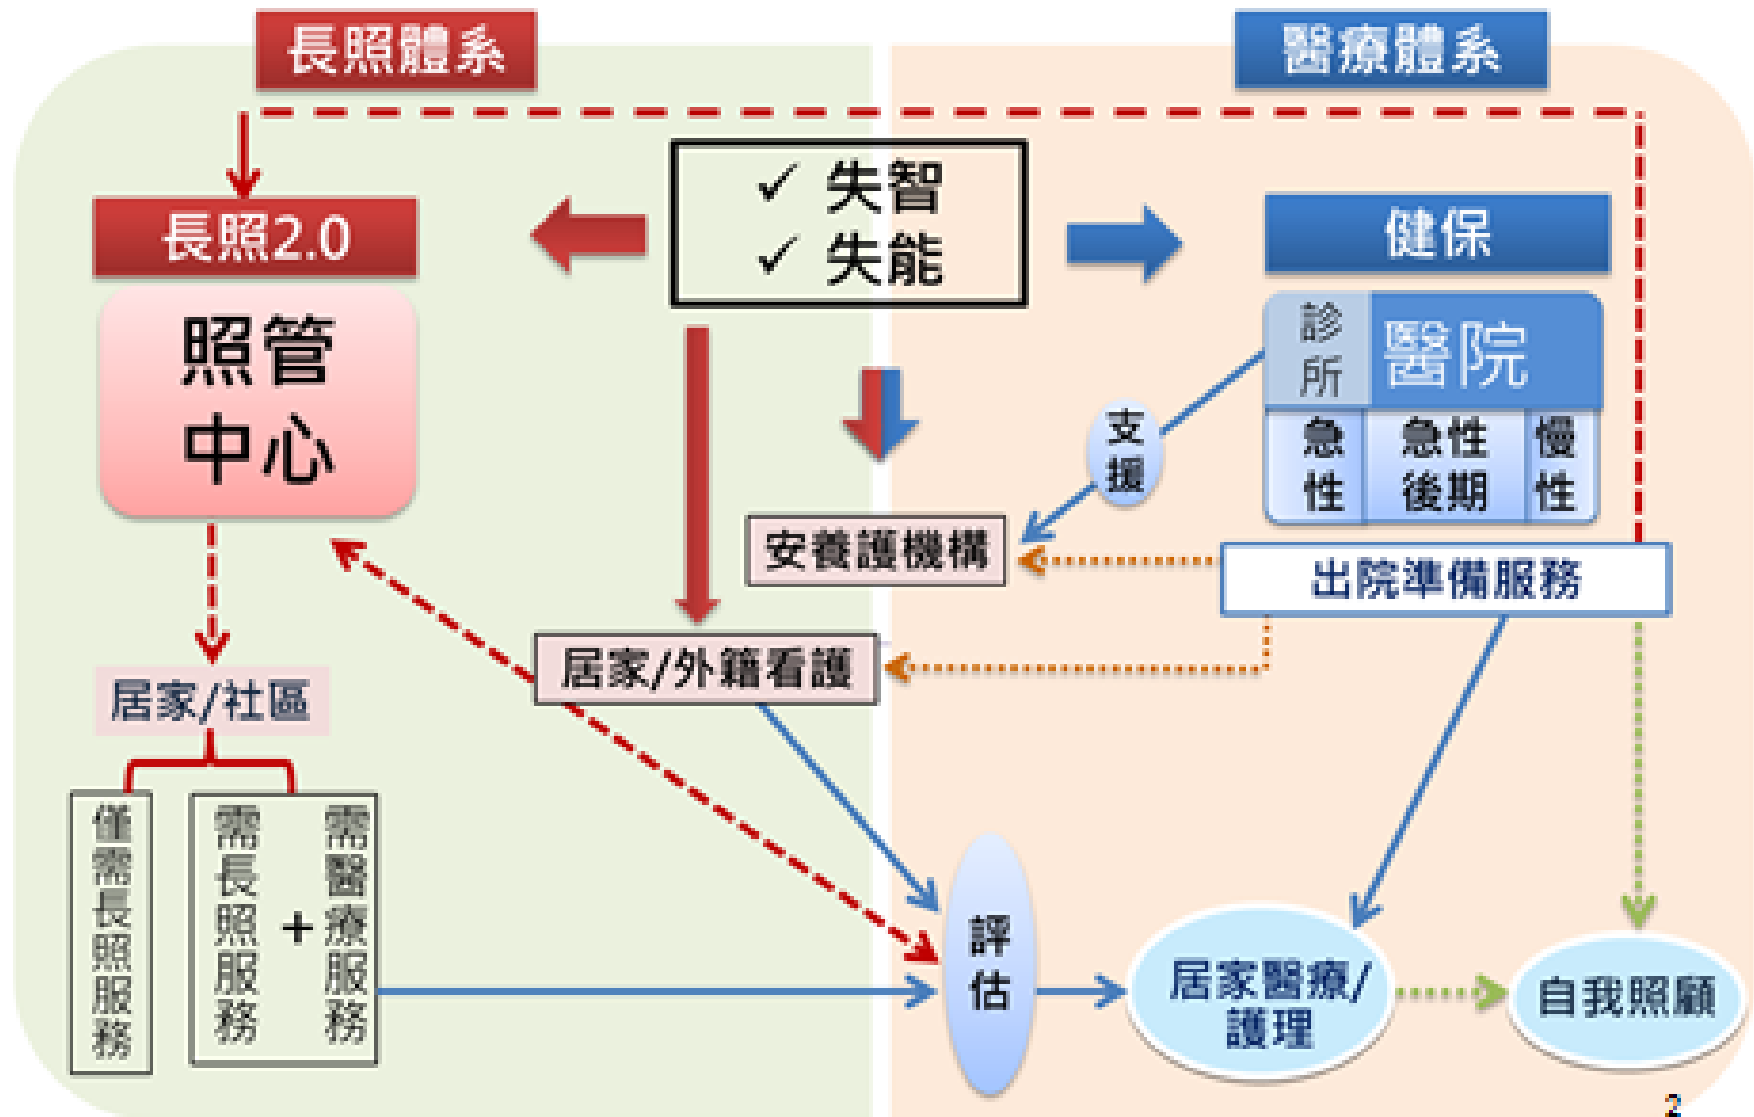 長照體系
醫療體系
✓ 失智
✓ 失能
長照2.0
健保
照管
中心
診所
醫院
急性
急性後期
慢性
支援
安養護機構
出院準備服務
居家/外籍看護
居家/社區
僅需長照服務
需長照服務
+
需醫療服務
評估
居家醫療/
護理
自我照顧
2